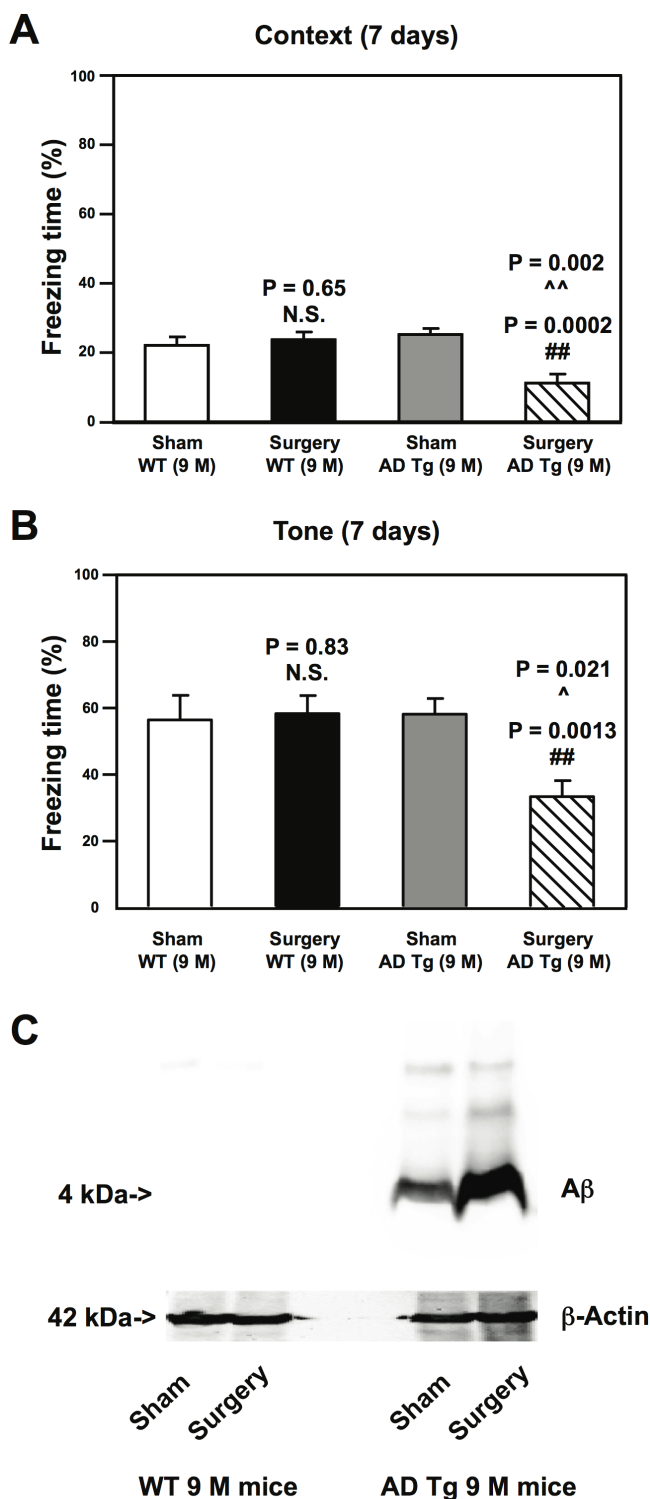 A
Context (7 days)
Freezing time (%)
100
80
60
40
20
0
P = 0.65
N.S.
P = 0.002
^^
P = 0.0002
##
Sham
WT (9 M)
Surgery
WT (9 M)
Sham
AD Tg (9 M)
Surgery
AD Tg (9 M)
B
Tone (7 days)
Freezing time (%)
100
80
60
40
20
0
P = 0.83
N.S.
P = 0.021
^
P = 0.0013
##
Sham
WT (9 M)
Surgery
WT (9 M)
Sham
AD Tg (9 M)
Surgery
AD Tg (9 M)
C
4 kDa->
Aβ
42 kDa->
β-Actin
Sham
Surgery
Sham
Surgery
WT 9 M mice
AD Tg 9 M mice